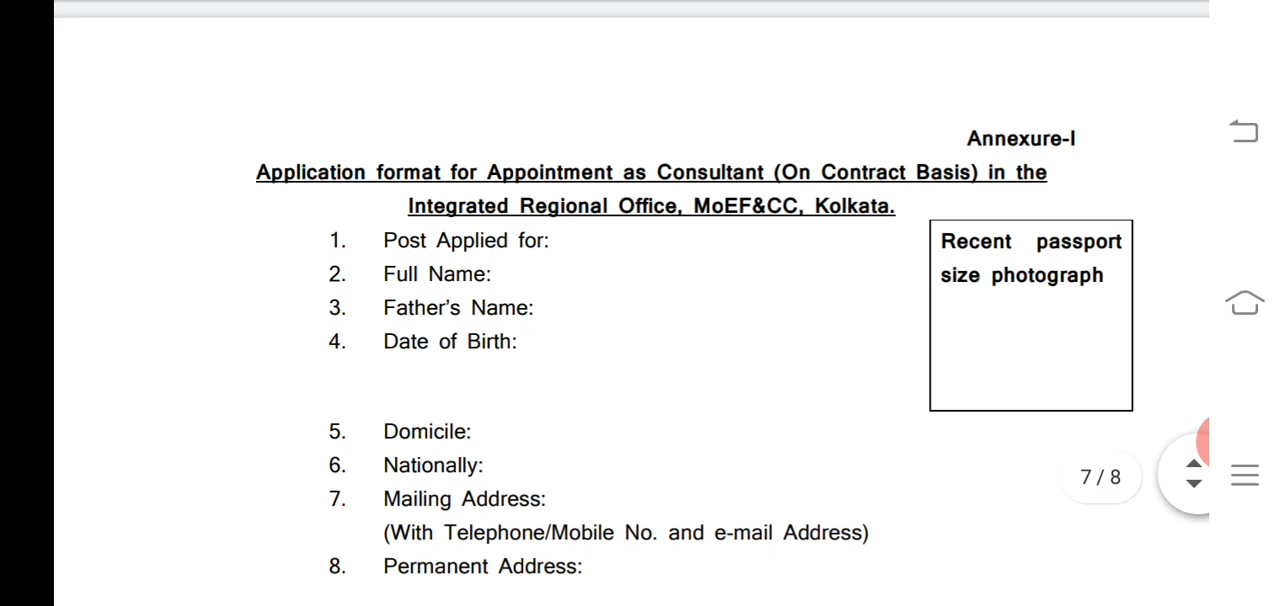 Annexure-I
Application format for Appointment as Consultant (On Contract Basis) in the
Integrated Regional Office, MoEF&CC, Kolkata.
1. Post Applied for:
Recent passport
size photograph
2. Full Name:
3. Father's Name:
4. Date of Birth:
5. Domicile:
6. Nationally:
7. Mailing Address:
(With Telephone/Mobile No. and e-mail Address)
8. Permanent Address:
7 / 8